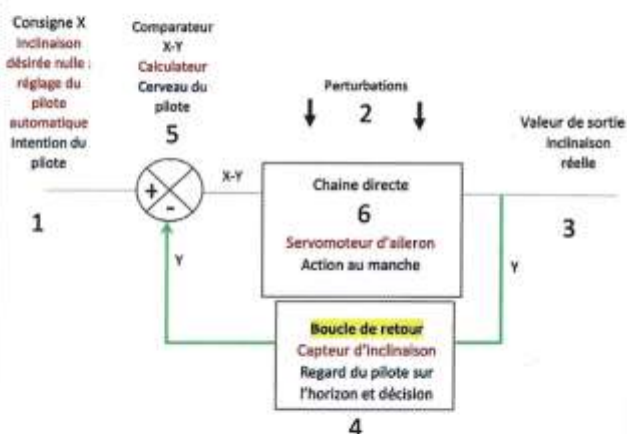 Consigne X
Inclinaison
désirée nulle :
réglage du
pilote
automatique
Intention du
pilote
1
Comparateur
X-Y
Calculateur
Cerveau du
pilote
5
+
-
X-Y
Y
Perturbations
2
Chaine directe
6
Servomoteur d'aileron
Action au manche
Valeur de sortie
Inclinaison
réelle
3
Y
Boucle de retour
Capteur d'inclinaison
Regard du pilote sur
l'horizon et décision
4